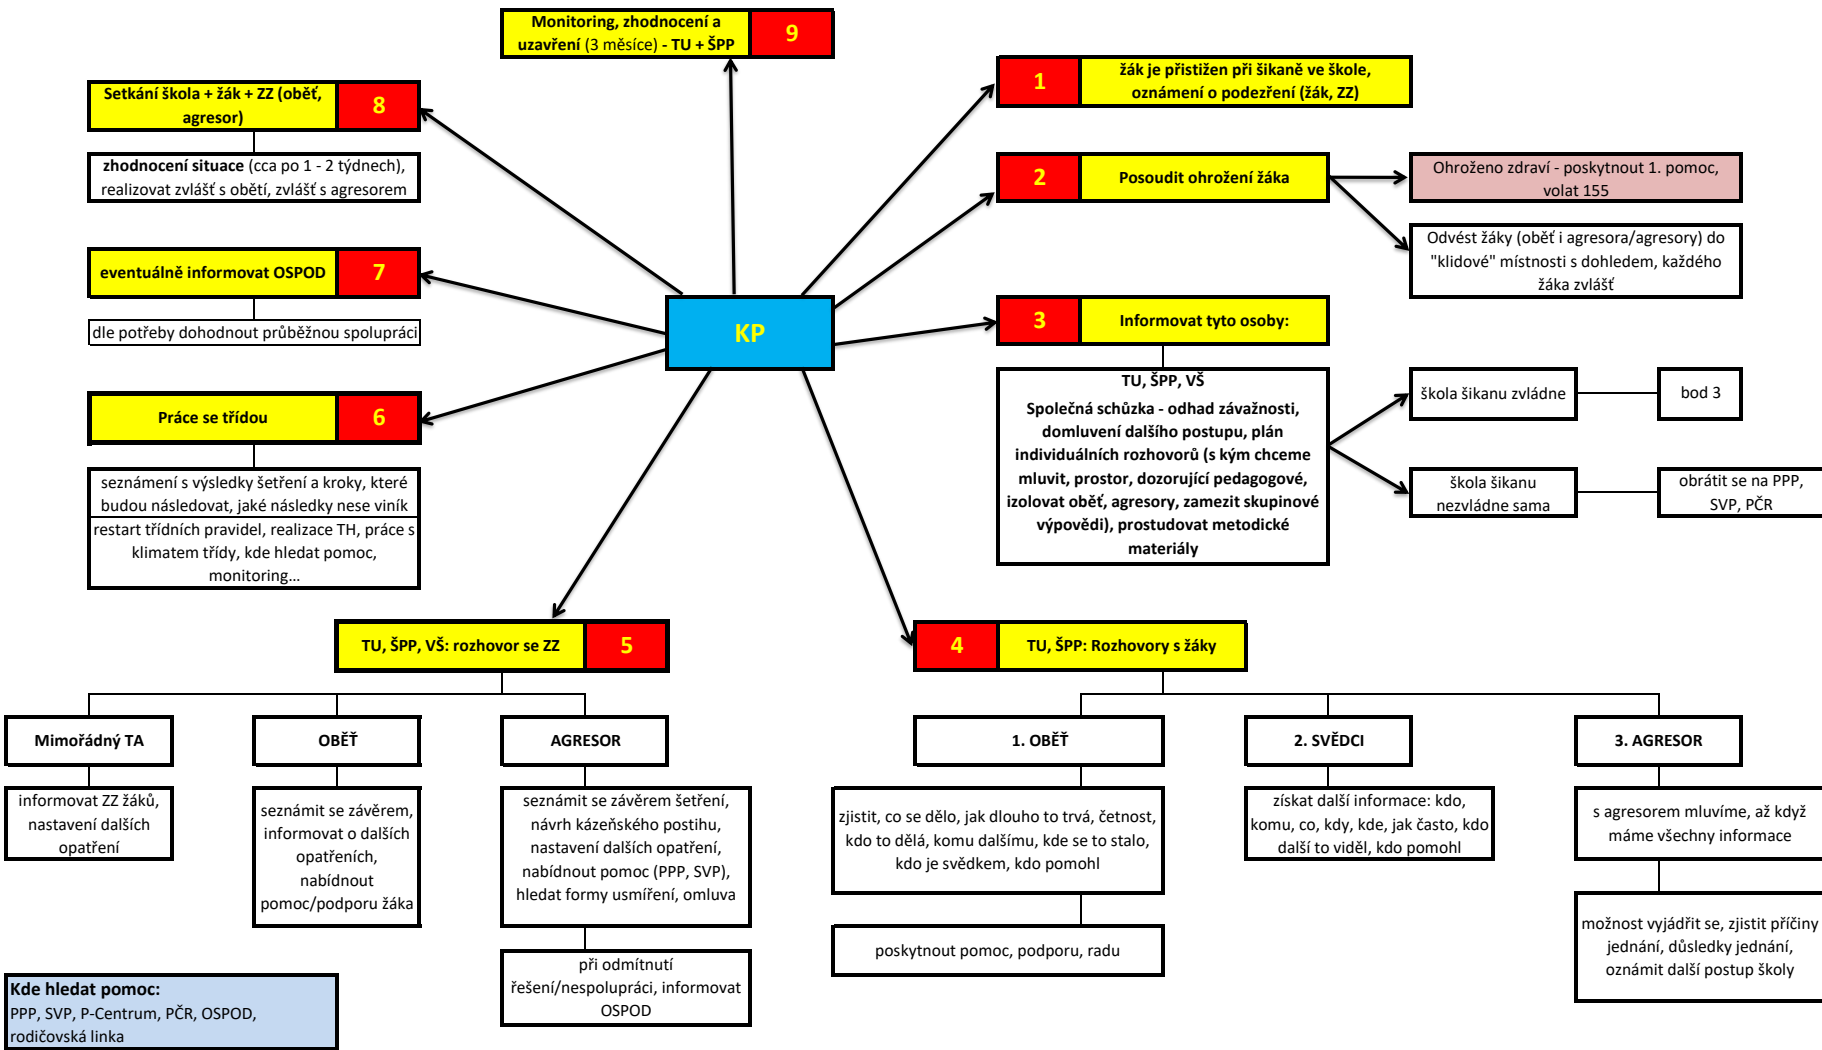 KP
1
žák je přistižen při šikaně ve škole,
oznámení o podezření (žák, ZZ)
2
Posoudit ohrožení žáka
Ohroženo zdraví - poskytnout 1. pomoc,
volat 155
Odvést žáky (oběť i agresora/agresory) do
"klidové" místnosti s dohledem, každého
žáka zvlášť
3
Informovat tyto osoby:
TU, ŠPP, VŠ
Společná schůzka - odhad závažnosti,
domluvení dalšího postupu, plán
individuálních rozhovorů (s kým chceme
mluvit, prostor, dozorující pedagogové,
izolovat oběť, agresory, zamezit skupinové
výpovědi), prostudovat metodické
materiály
škola šikanu zvládne
bod 3
škola šikanu
nezvládne sama
obrátit se na PPP,
SVP, PČR
4
TU, ŠPP: Rozhovory s žáky
1. OBĚŤ
zjistit, co se dělo, jak dlouho to trvá, četnost,
kdo to dělá, komu dalšímu, kde se to stalo,
kdo je svědkem, kdo pomohl
poskytnout pomoc, podporu, radu
2. SVĚDCI
získat další informace: kdo,
komu, co, kdy, kde, jak často, kdo
další to viděl, kdo pomohl
3. AGRESOR
s agresorem mluvíme, až když
máme všechny informace
možnost vyjádřit se, zjistit příčiny
jednání, důsledky jednání,
oznámit další postup školy
TU, ŠPP, VŠ: rozhovor se ZZ
5
Mimořádný TA
informovat ZZ žáků,
nastavení dalších
opatření
OBĚŤ
seznámit se závěrem,
informovat o dalších
opatřeních,
nabídnout
pomoc/podporu žáka
AGRESOR
seznámit se závěrem šetření,
návrh kázeňského postihu,
nastavení dalších opatření,
nabídnout pomoc (PPP, SVP),
hledat formy usmíření, omluva
při odmítnutí
řešení/nespolupráci, informovat
OSPOD
Práce se třídou
6
seznámení s výsledky šetření a kroky, které
budou následovat, jaké následky nese viník
restart třídních pravidel, realizace TH, práce s
klimatem třídy, kde hledat pomoc,
monitoring...
eventuálně informovat OSPOD
7
dle potřeby dohodnout průběžnou spolupráci
Setkání škola + žák + ZZ (oběť,
agresor)
8
zhodnocení situace (cca po 1 - 2 týdnech),
realizovat zvlášť s obětí, zvlášť s agresorem
Monitoring, zhodnocení a
uzavření (3 měsíce) - TU + ŠPP
9
Kde hledat pomoc:
PPP, SVP, P-Centrum, PČR, OSPOD,
rodičovská linka